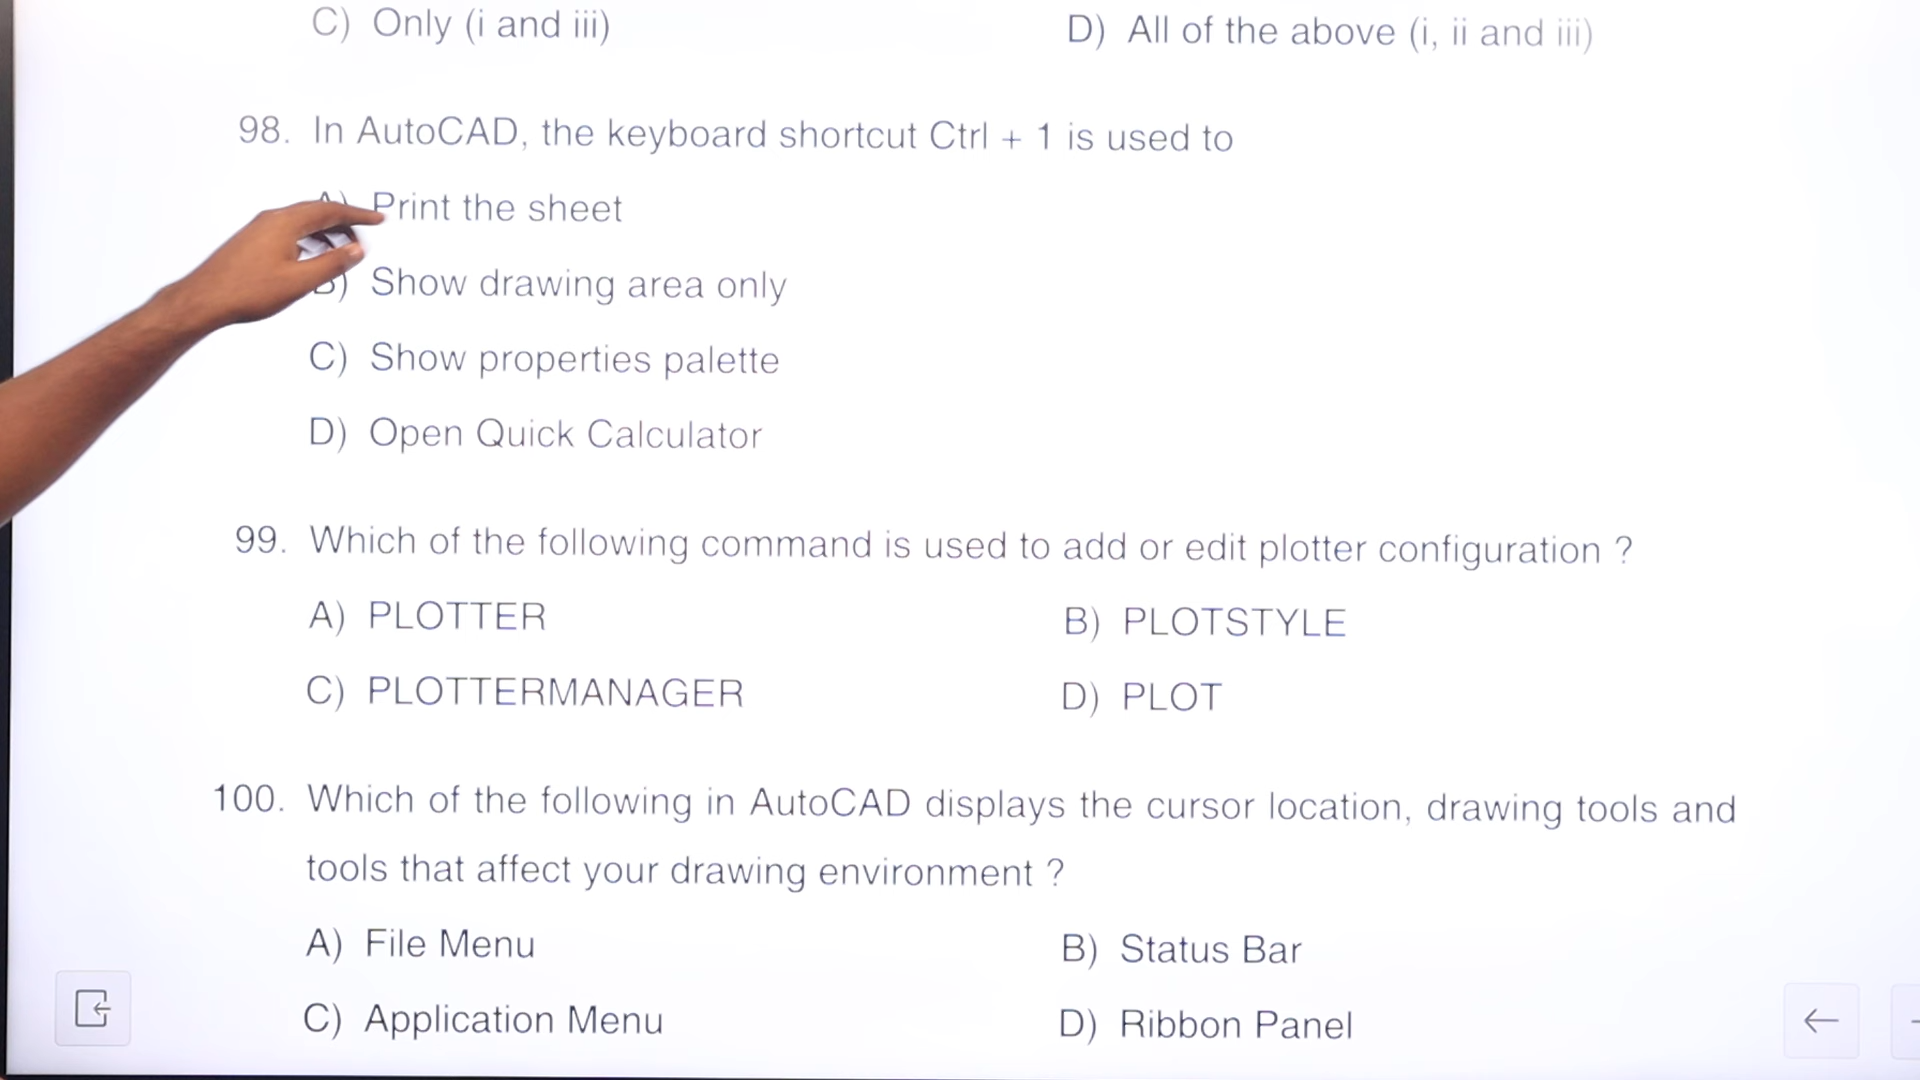 C) Only (i and iii)
D) All of the above (i, ii and iii)
98. In AutoCAD, the keyboard shortcut Ctrl + 1 is used to
A) Print the sheet
B) Show drawing area only
C) Show properties palette
D) Open Quick Calculator
99. Which of the following command is used to add or edit plotter configuration ?
A) PLOTTER
B) PLOTSTYLE
C) PLOTTERMANAGER
D) PLOT
100. Which of the following in AutoCAD displays the cursor location, drawing tools and
tools that affect your drawing environment ?
A) File Menu
B) Status Bar
C) Application Menu
D) Ribbon Panel